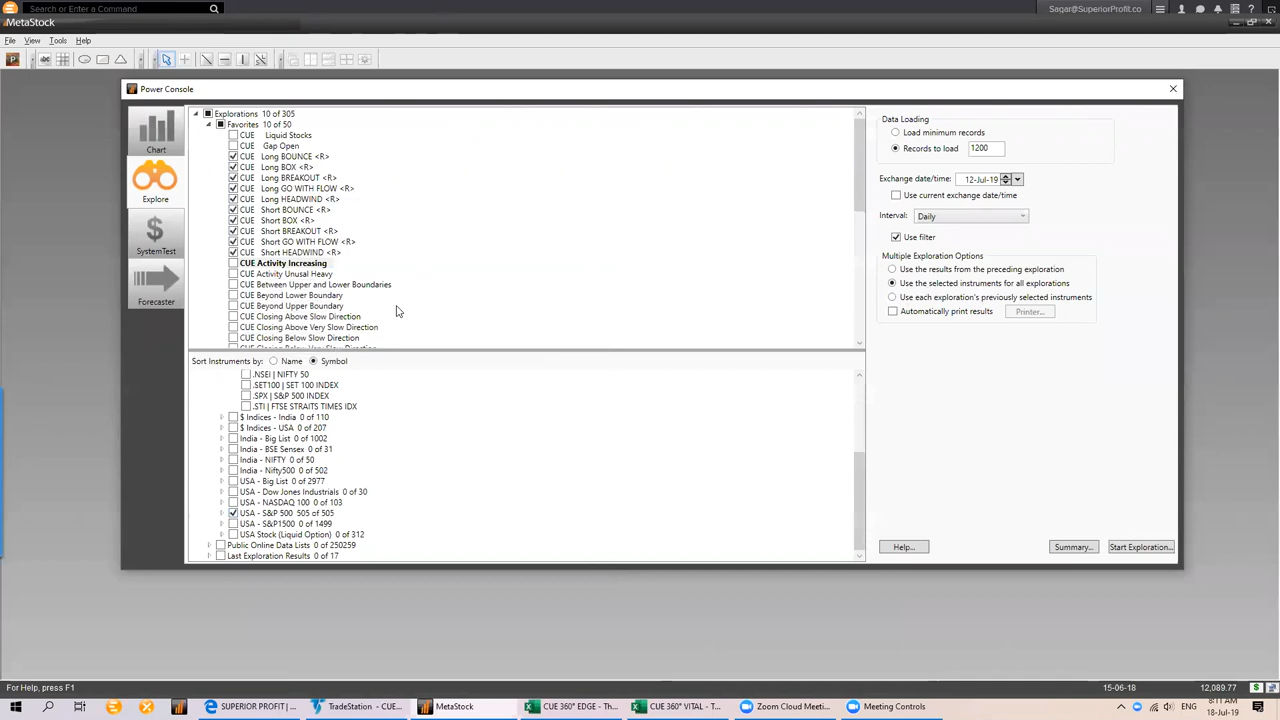 Search or Enter a Command
Sagar@SuperiorProfit.co
MetaStock
File View Tools Help
P
abc
Power Console
Chart
Explore
SystemTest
Forecaster
Explorations 10 of 305
Favorites 10 of 50
CUE Liquid Stocks
CUE Gap Open
CUE Long BOUNCE <R>
CUE Long BOX <R>
CUE Long BREAKOUT <R>
CUE Long GO WITH FLOW <R>
CUE Long HEADWIND <R>
CUE Short BOUNCE <R>
CUE Short BOX <R>
CUE Short BREAKOUT <R>
CUE Short GO WITH FLOW <R>
CUE Short HEADWIND <R>
CUE Activity Increasing
CUE Activity Unusal Heavy
CUE Between Upper and Lower Boundaries
CUE Beyond Lower Boundary
CUE Beyond Upper Boundary
CUE Closing Above Slow Direction
CUE Closing Above Very Slow Direction
CUE Closing Below Slow Direction
CUE Closing Below Very Slow Direction
Sort Instruments by: Name Symbol
.NSEI | NIFTY 50
.SET100 | SET 100 INDEX
.SPX | S&P 500 INDEX
.STI | FTSE STRAITS TIMES IDX
$ Indices - India 0 of 110
$ Indices - USA 0 of 207
India - Big List 0 of 1002
India - BSE Sensex 0 of 31
India - NIFTY 0 of 50
India - Nifty500 0 of 502
USA - Big List 0 of 2977
USA - Dow Jones Industrials 0 of 30
USA - NASDAQ 100 0 of 103
USA - S&P 500 505 of 505
USA - S&P1500 0 of 1499
USA Stock (Liquid Option) 0 of 312
Public Online Data Lists 0 of 250259
Last Exploration Results 0 of 17
Data Loading
Load minimum records
Records to load 1200
Exchange date/time: 12-Jul-19
Use current exchange date/time
Interval: Daily
Use filter
Multiple Exploration Options
Use the results from the preceding exploration
Use the selected instruments for all explorations
Use each exploration's previously selected instruments
Automatically print results Printer...
Help... Summary... Start Exploration...
For Help, press F1
15-06-18 12,089.77
SUPERIOR PROFIT |... TradeStation - CUE... MetaStock CUE 360° EDGE - Th... CUE 360° VITAL - T... Zoom Cloud Meeti... Meeting Controls
ENG
8:11 AM
18-Jul-19